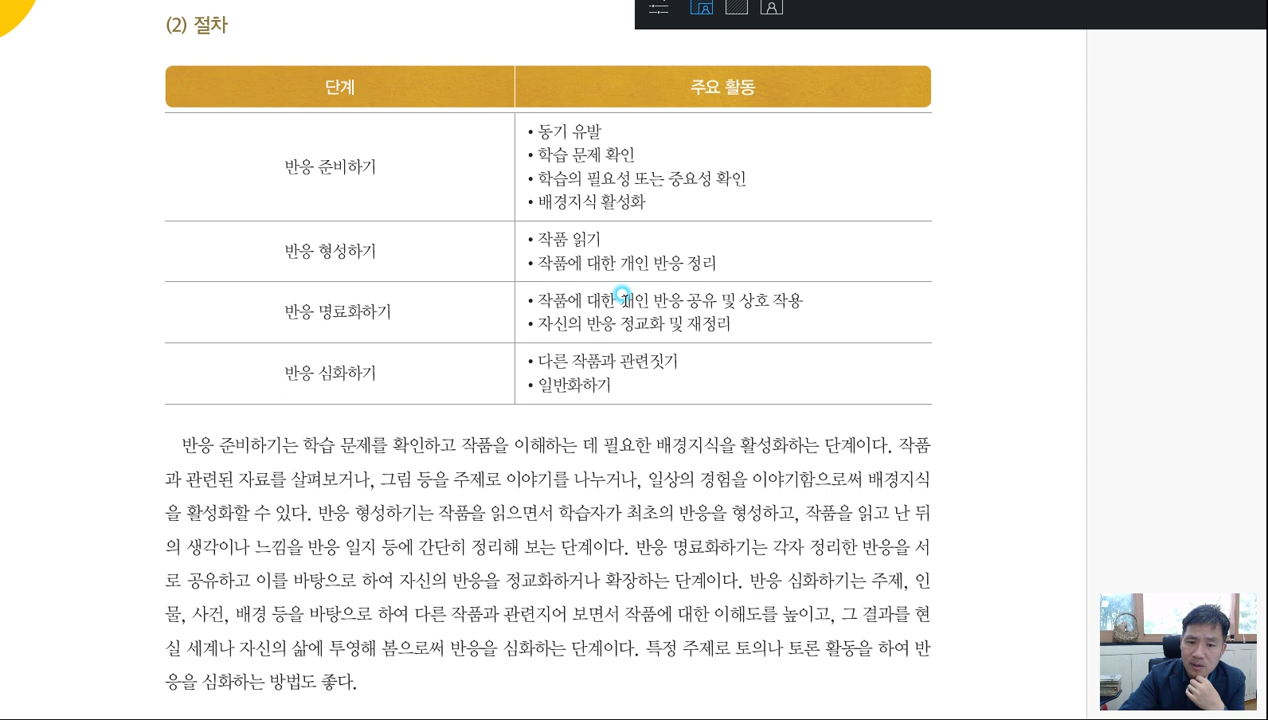 (2) 절차
단계
주요 활동
반응 준비하기
• 동기 유발
• 학습 문제 확인
• 학습의 필요성 또는 중요성 확인
• 배경지식 활성화
반응 형성하기
• 작품 읽기
• 작품에 대한 개인 반응 정리
반응 명료화하기
• 작품에 대한 개인 반응 공유 및 상호 작용
• 자신의 반응 정교화 및 재정리
반응 심화하기
• 다른 작품과 관련짓기
• 일반화하기
반응 준비하기는 학습 문제를 확인하고 작품을 이해하는 데 필요한 배경지식을 활성화하는 단계이다. 작품
과 관련된 자료를 살펴보거나, 그림 등을 주제로 이야기를 나누거나, 일상의 경험을 이야기함으로써 배경지식
을 활성화할 수 있다. 반응 형성하기는 작품을 읽으면서 학습자가 최초의 반응을 형성하고, 작품을 읽고 난 뒤
의 생각이나 느낌을 반응 일지 등에 간단히 정리해 보는 단계이다. 반응 명료화하기는 각자 정리한 반응을 서
로 공유하고 이를 바탕으로 하여 자신의 반응을 정교화하거나 확장하는 단계이다. 반응 심화하기는 주제, 인
물, 사건, 배경 등을 바탕으로 하여 다른 작품과 관련지어 보면서 작품에 대한 이해도를 높이고, 그 결과를 현
실 세계나 자신의 삶에 투영해 봄으로써 반응을 심화하는 단계이다. 특정 주제로 토의나 토론 활동을 하여 반
응을 심화하는 방법도 좋다.